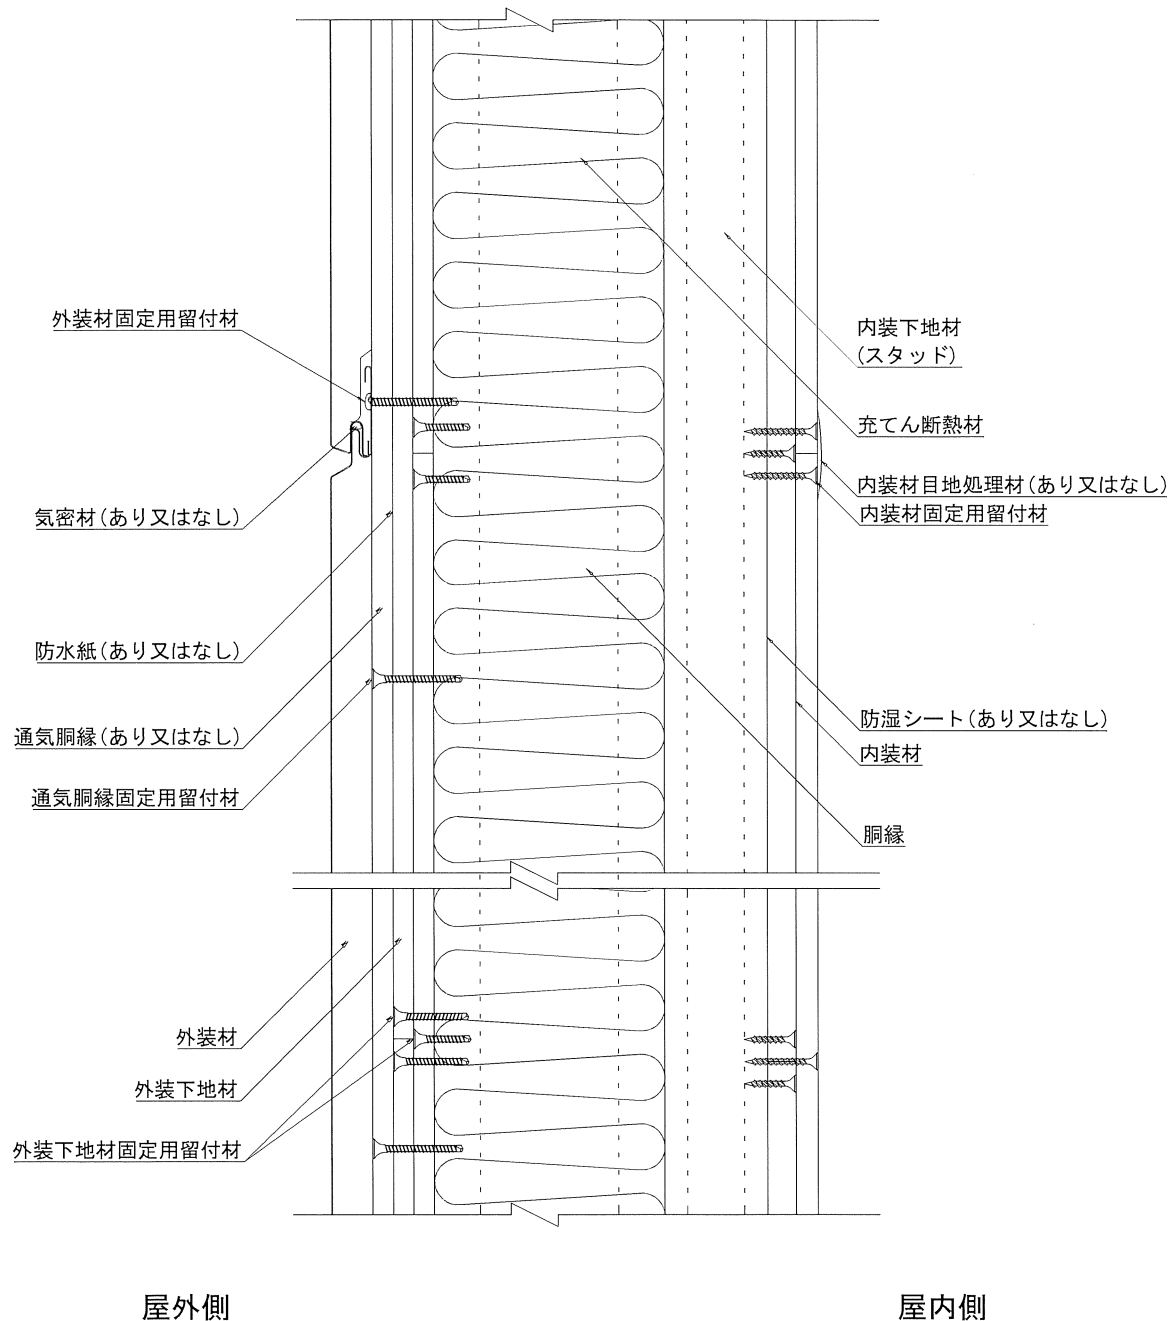 外装材固定用留付材
気密材(あり又はなし)
防水紙(あり又はなし)
通気胴縁(あり又はなし)
通気胴縁固定用留付材
外装材
外装下地材
外装下地材固定用留付材
内装下地材
(スタッド)
充てん断熱材
内装材目地処理材(あり又はなし)
内装材固定用留付材
防湿シート(あり又はなし)
内装材
胴縁
屋外側
屋内側